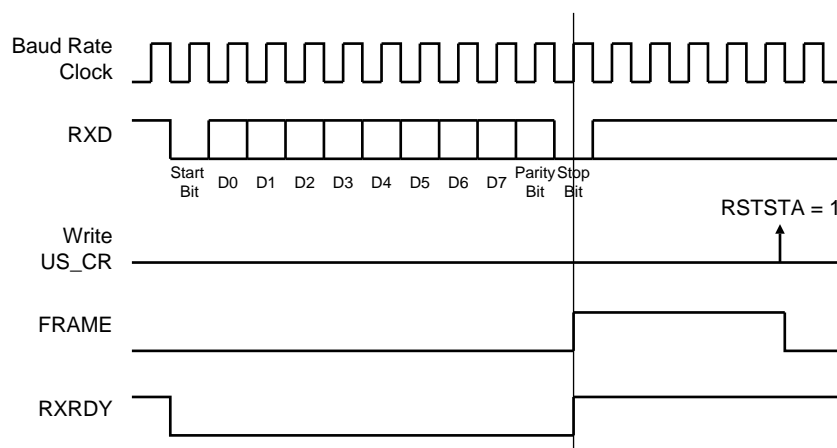 Baud Rate
Clock
RXD
Start
Bit
D0 D1 D2 D3 D4 D5 D6 D7
Parity
Bit
Stop
Bit
RSTSTA = 1
Write
US_CR
FRAME
RXRDY